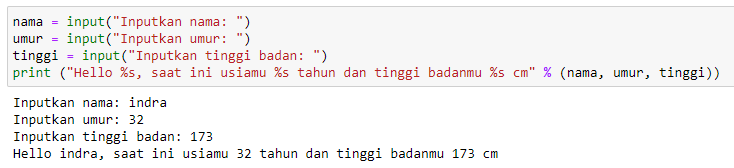 nama = input("Inputkan nama: ")
umur = input("Inputkan umur: ")
tinggi = input("Inputkan tinggi badan: ")
print ("Hello %s, saat ini usiamu %s tahun dan tinggi badanmu %s cm" % (nama, umur, tinggi))
Inputkan nama: indra
Inputkan umur: 32
Inputkan tinggi badan: 173
Hello indra, saat ini usiamu 32 tahun dan tinggi badanmu 173 cm